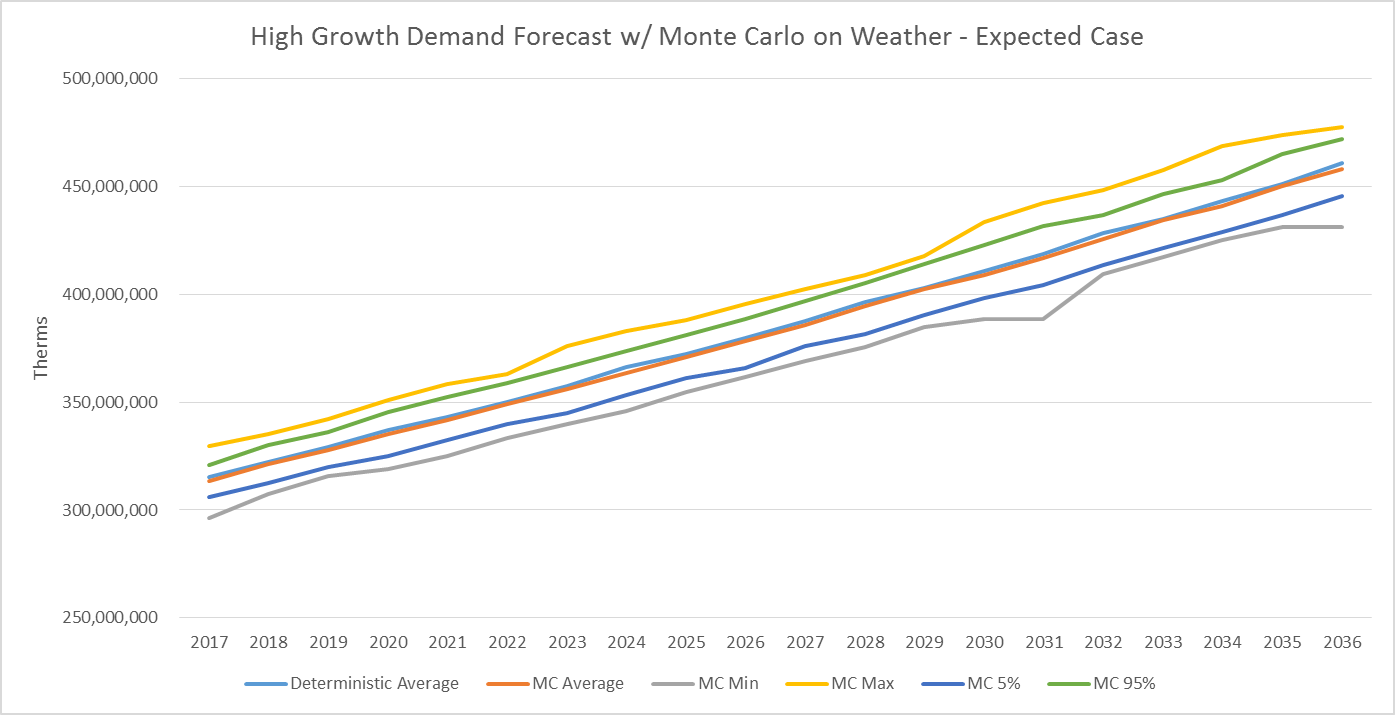 High Growth Demand Forecast w/ Monte Carlo on Weather - Expected Case
500,000,000
450,000,000
400,000,000
350,000,000
300,000,000
250,000,000
Therms
2017 2018 2019 2020 2021 2022 2023 2024 2025 2026 2027 2028 2029 2030 2031 2032 2033 2034 2035 2036
Deterministic Average MC Average MC Min MC Max MC 5% MC 95%